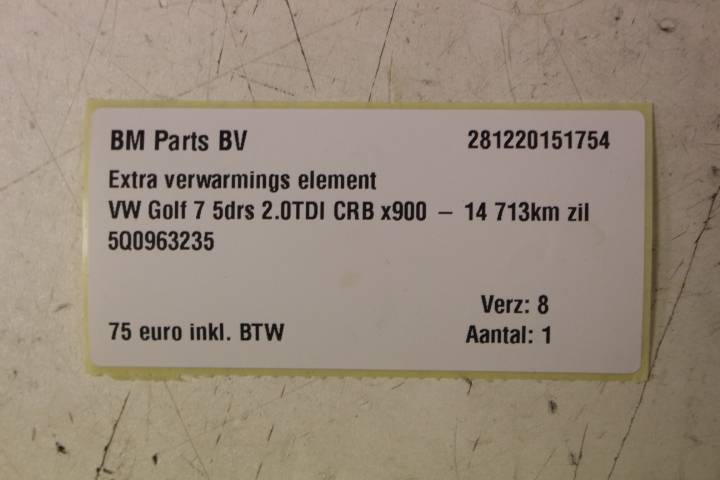 BM Parts BV 281220151754
Extra verwarmings element
VW Golf 7 5drs 2.0TDI CRB x900 – 14 713km zil
5Q0963235
Verz: 8
75 euro inkl. BTW Aantal: 1